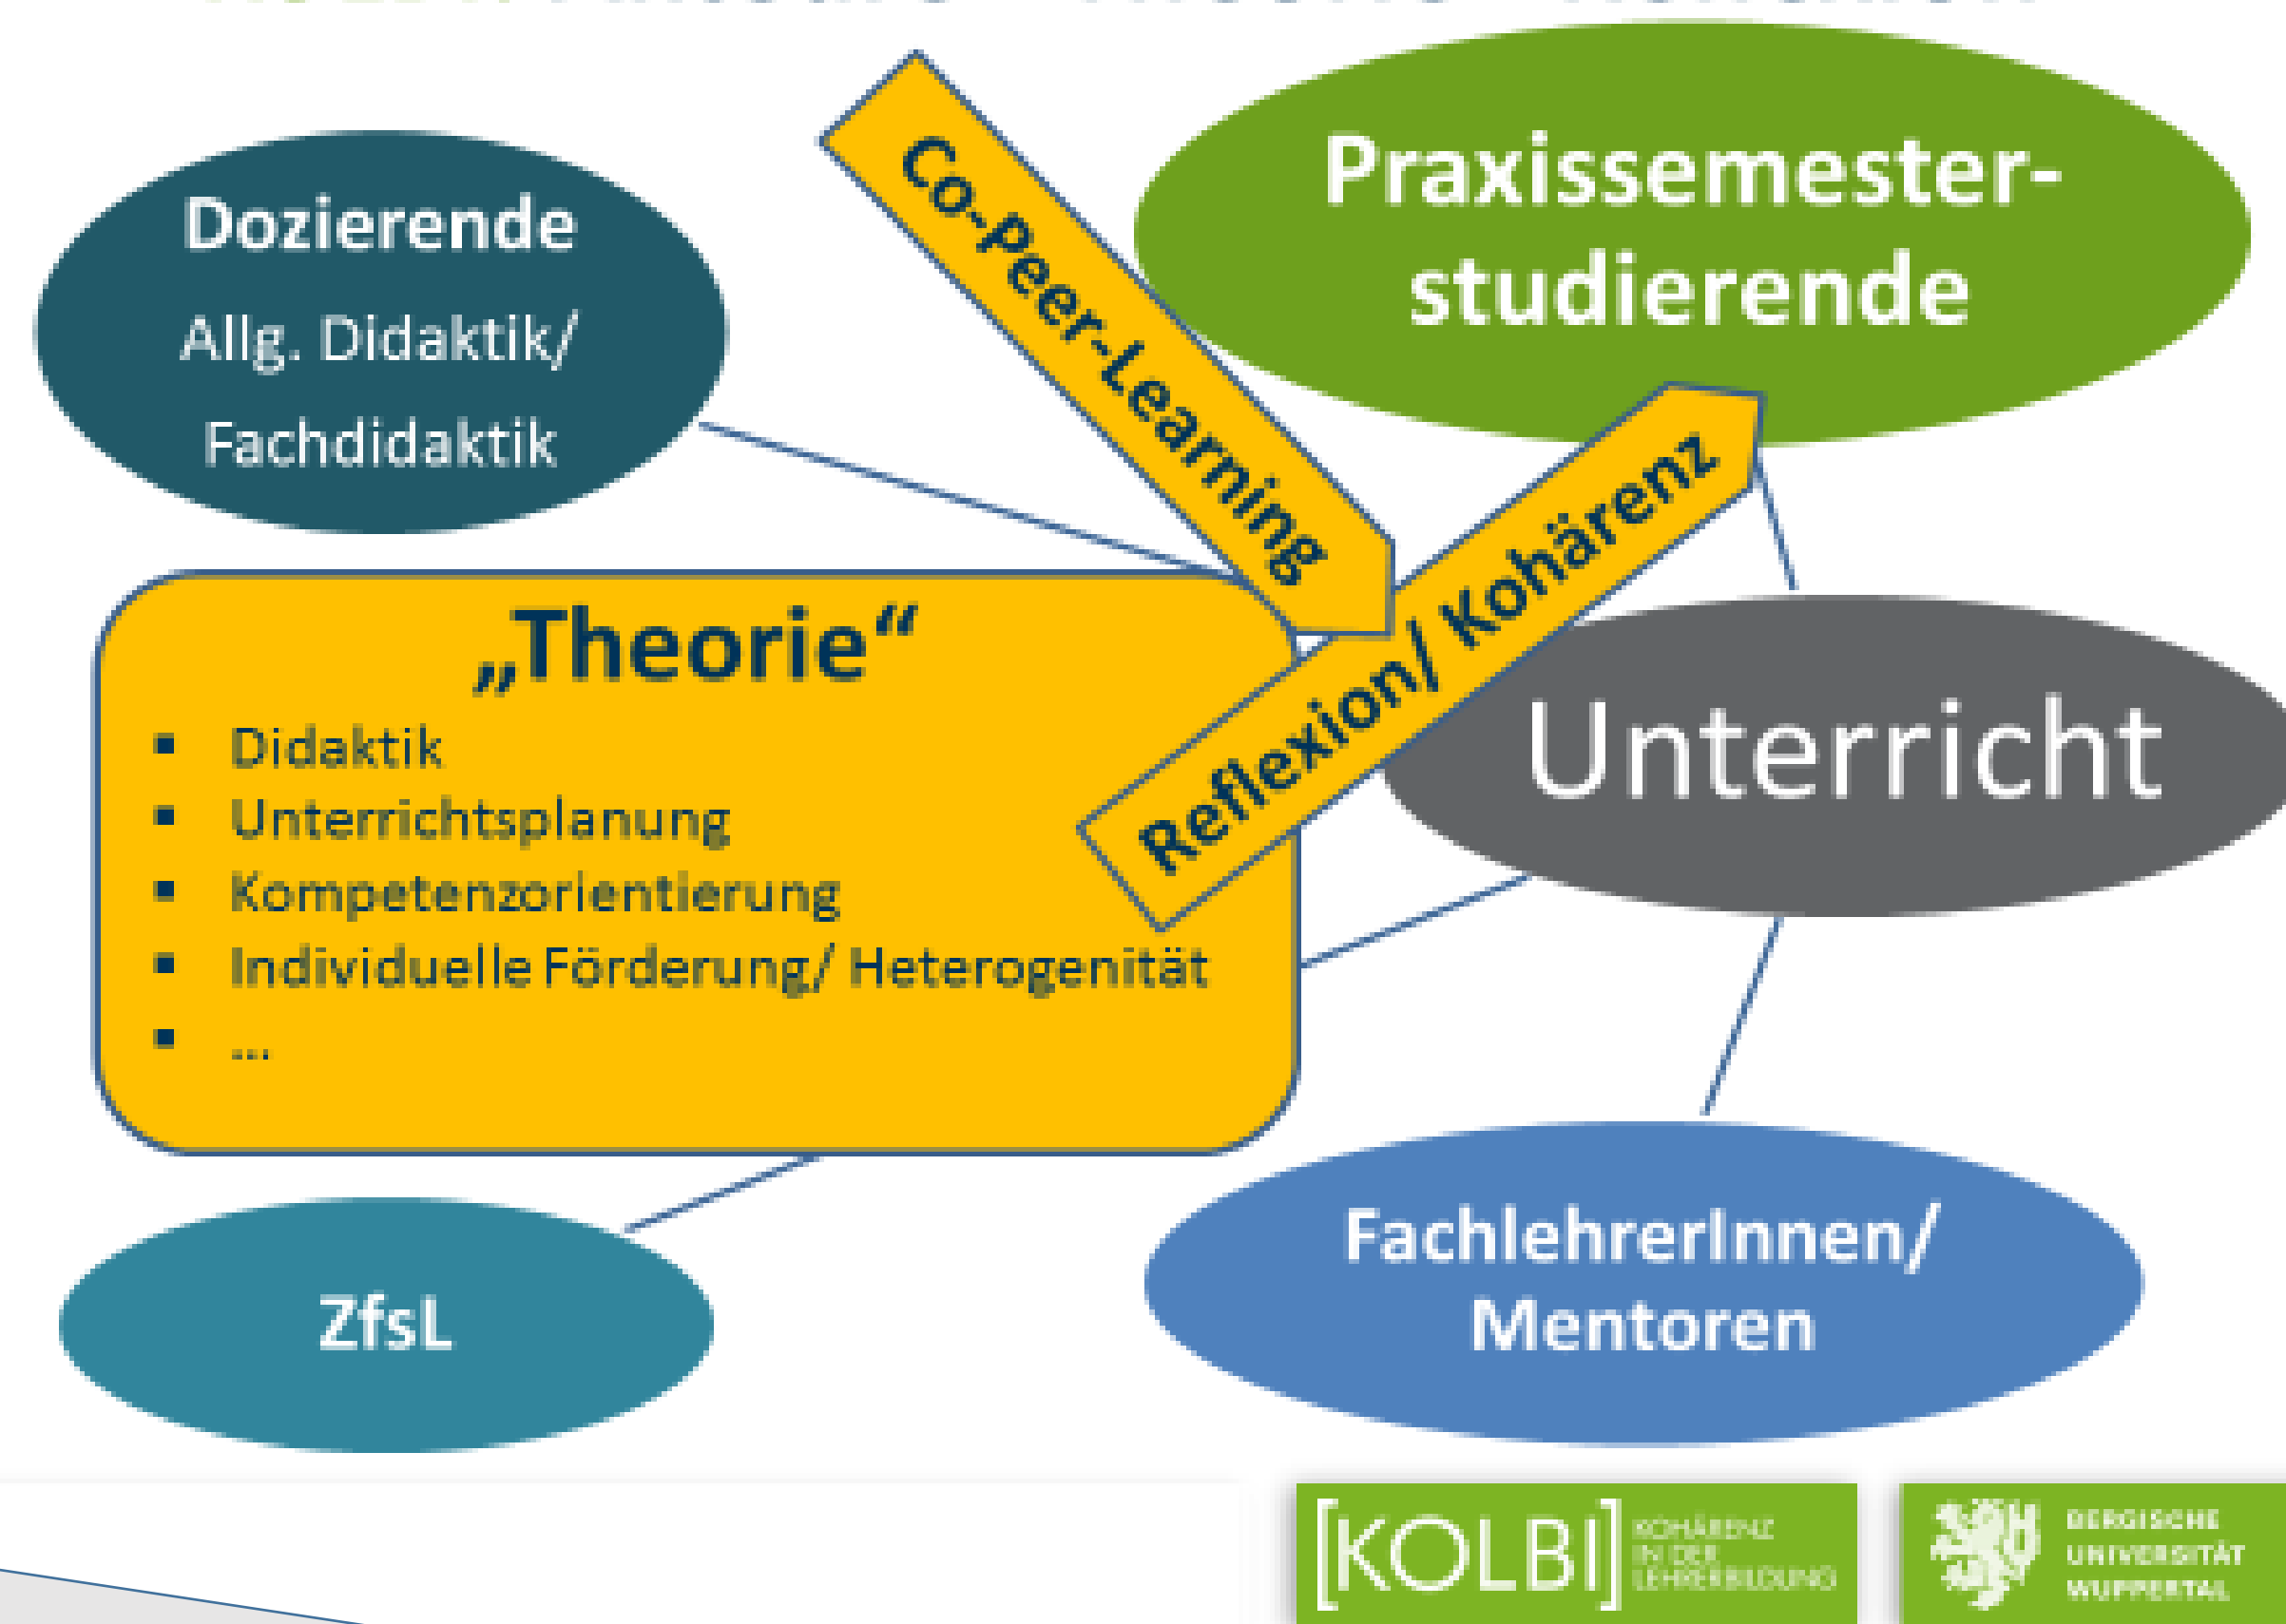 Dozierende
Allg. Didaktik/
Fachdidaktik
Co-Peer-Learning
Praxissemester-
studierende
Reflexion/ Kohärenz
„Theorie“
▪ Didaktik
▪ Unterrichtsplanung
▪ Kompetenzorientierung
▪ Individuelle Förderung/ Heterogenität
▪ ...
Unterricht
ZfsL
FachlehrerInnen/
Mentoren
[KOLBI]
KOHÄRENZ
IN DER
LEHRERBILDUNG
BERGISCHE
UNIVERSITÄT
WUPPERTAL